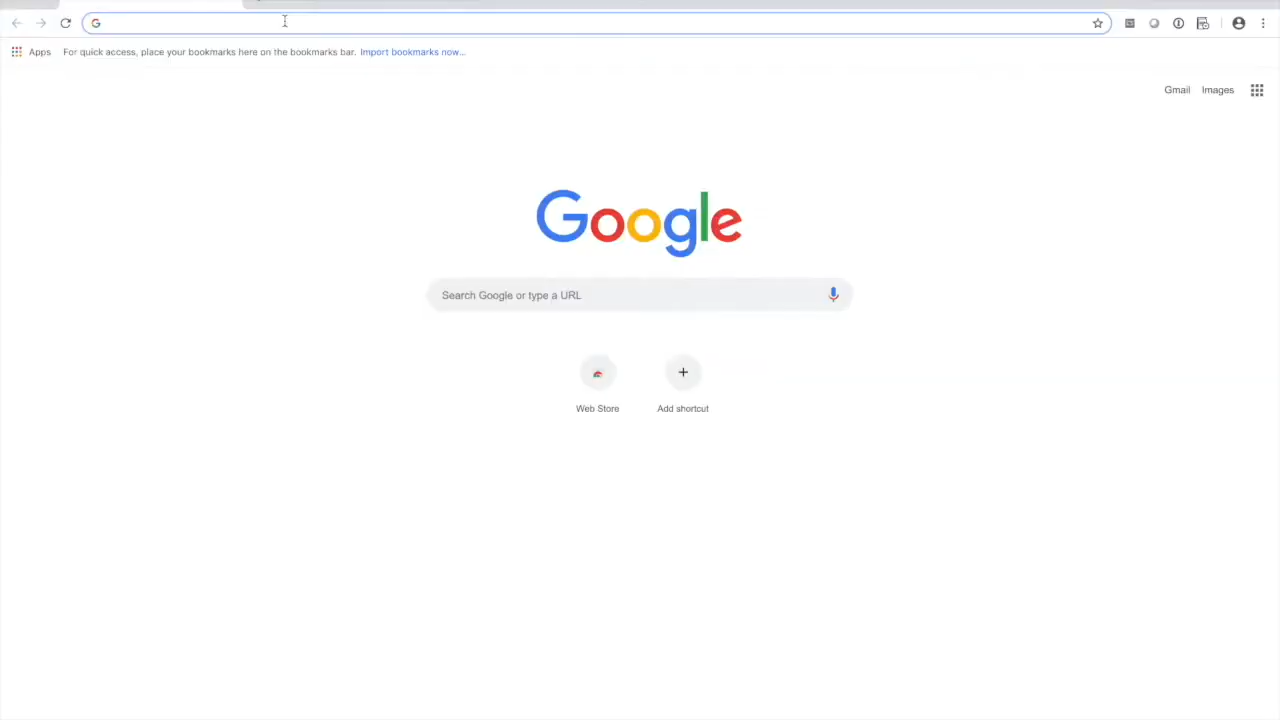 Apps For quick access, place your bookmarks here on the bookmarks bar. Import bookmarks now...
Gmail Images
Google
Search Google or type a URL
Web Store Add shortcut